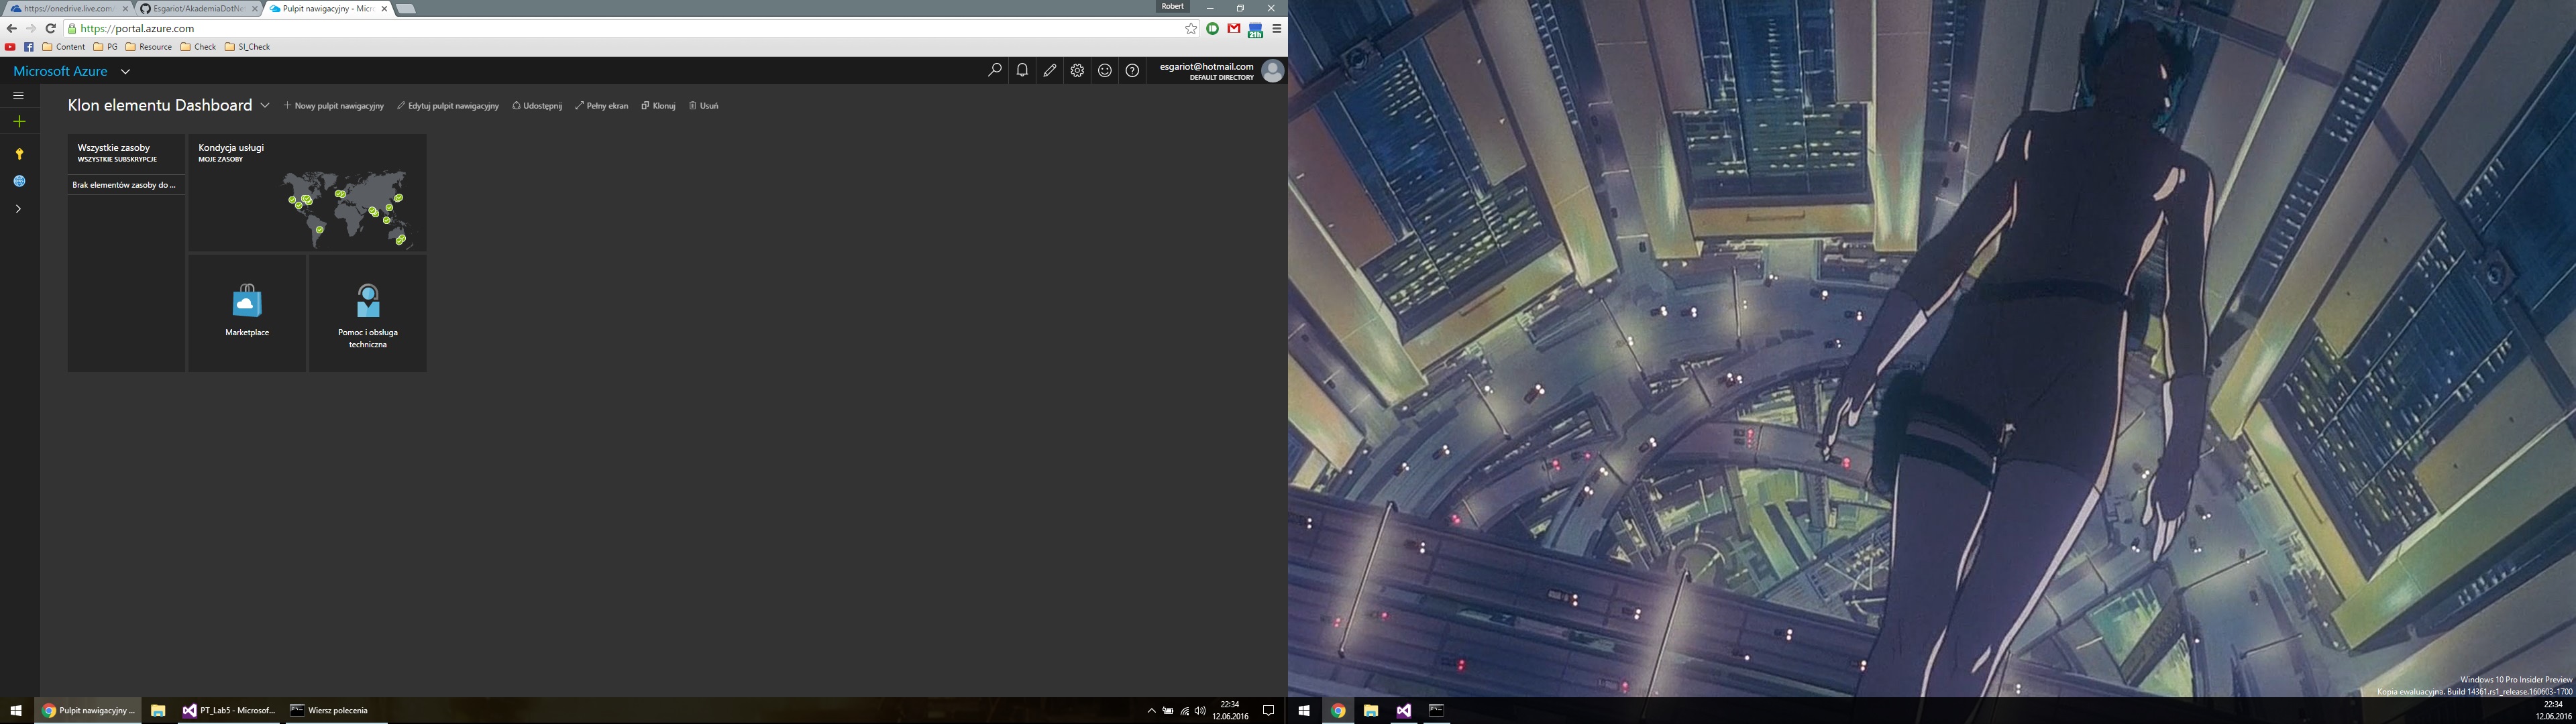 https://onedrive.live.com/
Esgariot/AkademiaDotNe
Pulpit nawigacyjny - Micro
Robert
https://portal.azure.com
21h
Content
PG
Resource
Check
SI_Check
Microsoft Azure
esgariot@hotmail.com
DEFAULT DIRECTORY
Klon elementu Dashboard
Nowy pulpit nawigacyjny
Edytuj pulpit nawigacyjny
Udostępnij
Pełny ekran
Klonuj
Usuń
Wszystkie zasoby
WSZYSTKIE SUBSKRYPCJE
Brak elementów zasoby do ...
Kondycja usługi
MOJE ZASOBY
Marketplace
Pomoc i obsługa
techniczna
Windows 10 Pro Insider Preview
Kopia ewaluacyjna. Build 14361.rs1_release.160603-1700
Pulpit nawigacyjny ...
PT_Lab5 - Microsof...
Wiersz polecenia
22:34
12.06.2016
22:34
12.06.2016